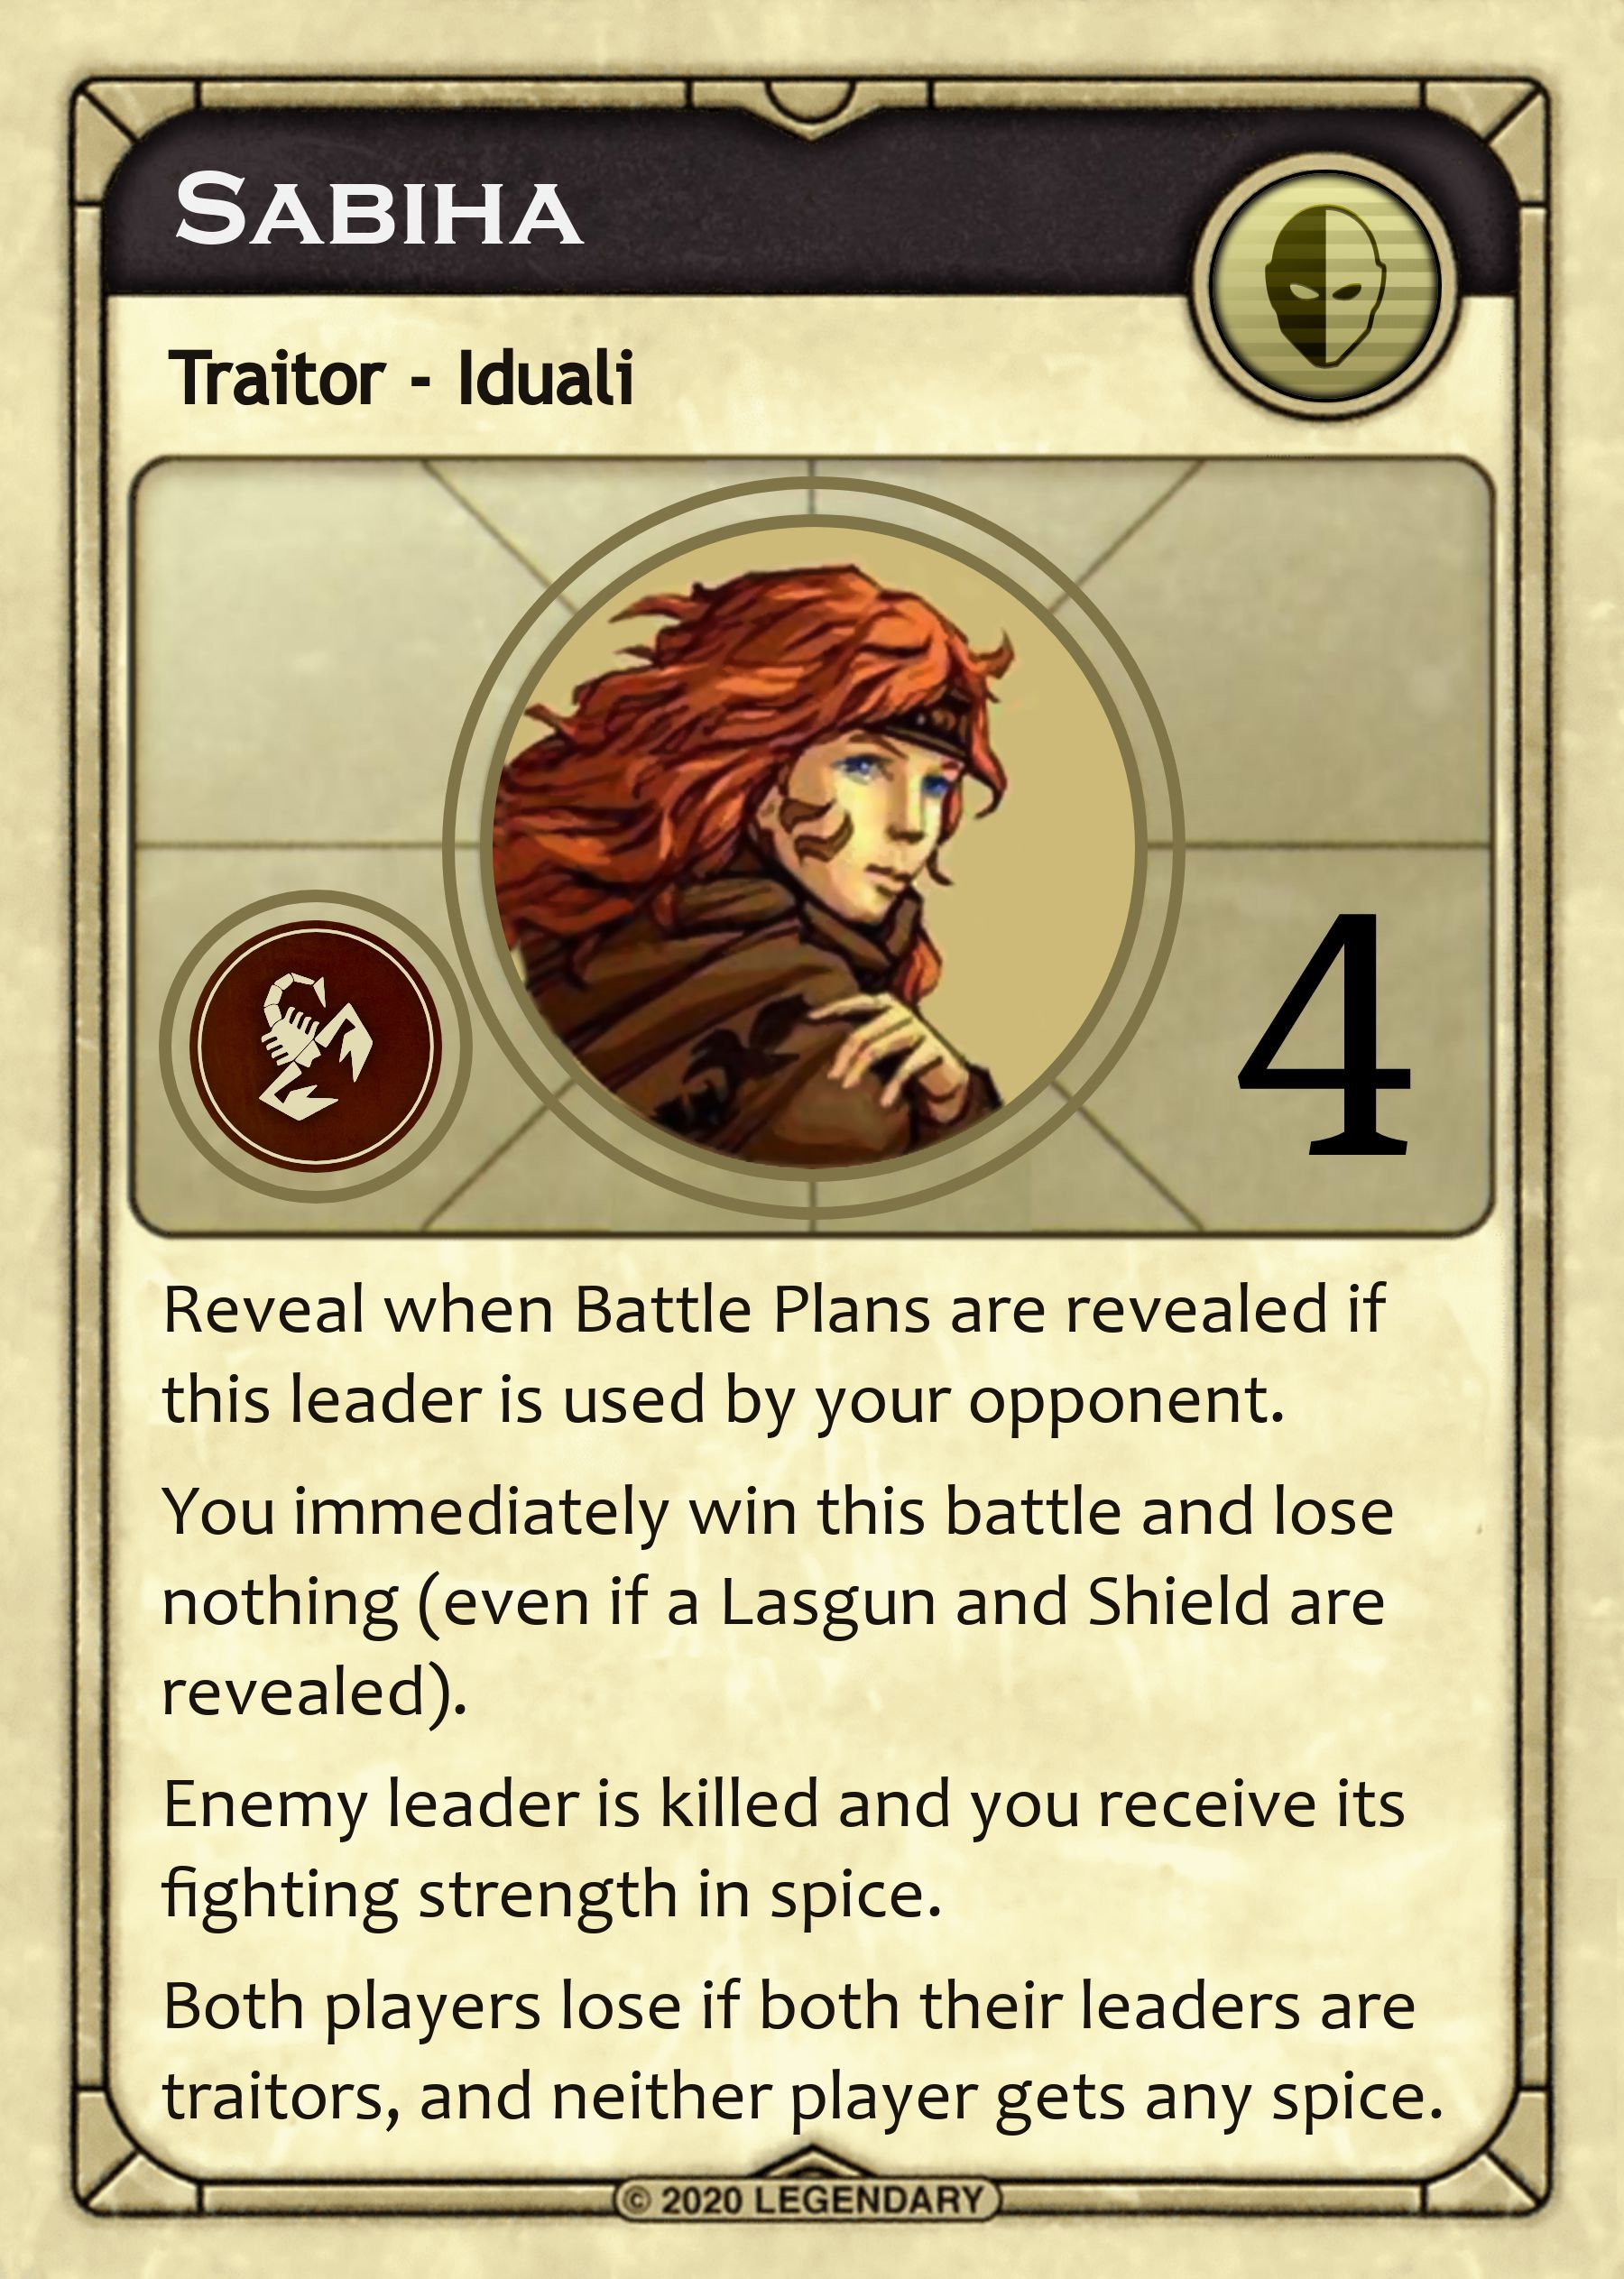 SABIHA
Traitor - Iduali
4
Reveal when Battle Plans are revealed if
this leader is used by your opponent.
You immediately win this battle and lose
nothing (even if a Lasgun and Shield are
revealed).
Enemy leader is killed and you receive its
fighting strength in spice.
Both players lose if both their leaders are
traitors, and neither player gets any spice.
© 2020 LEGENDARY